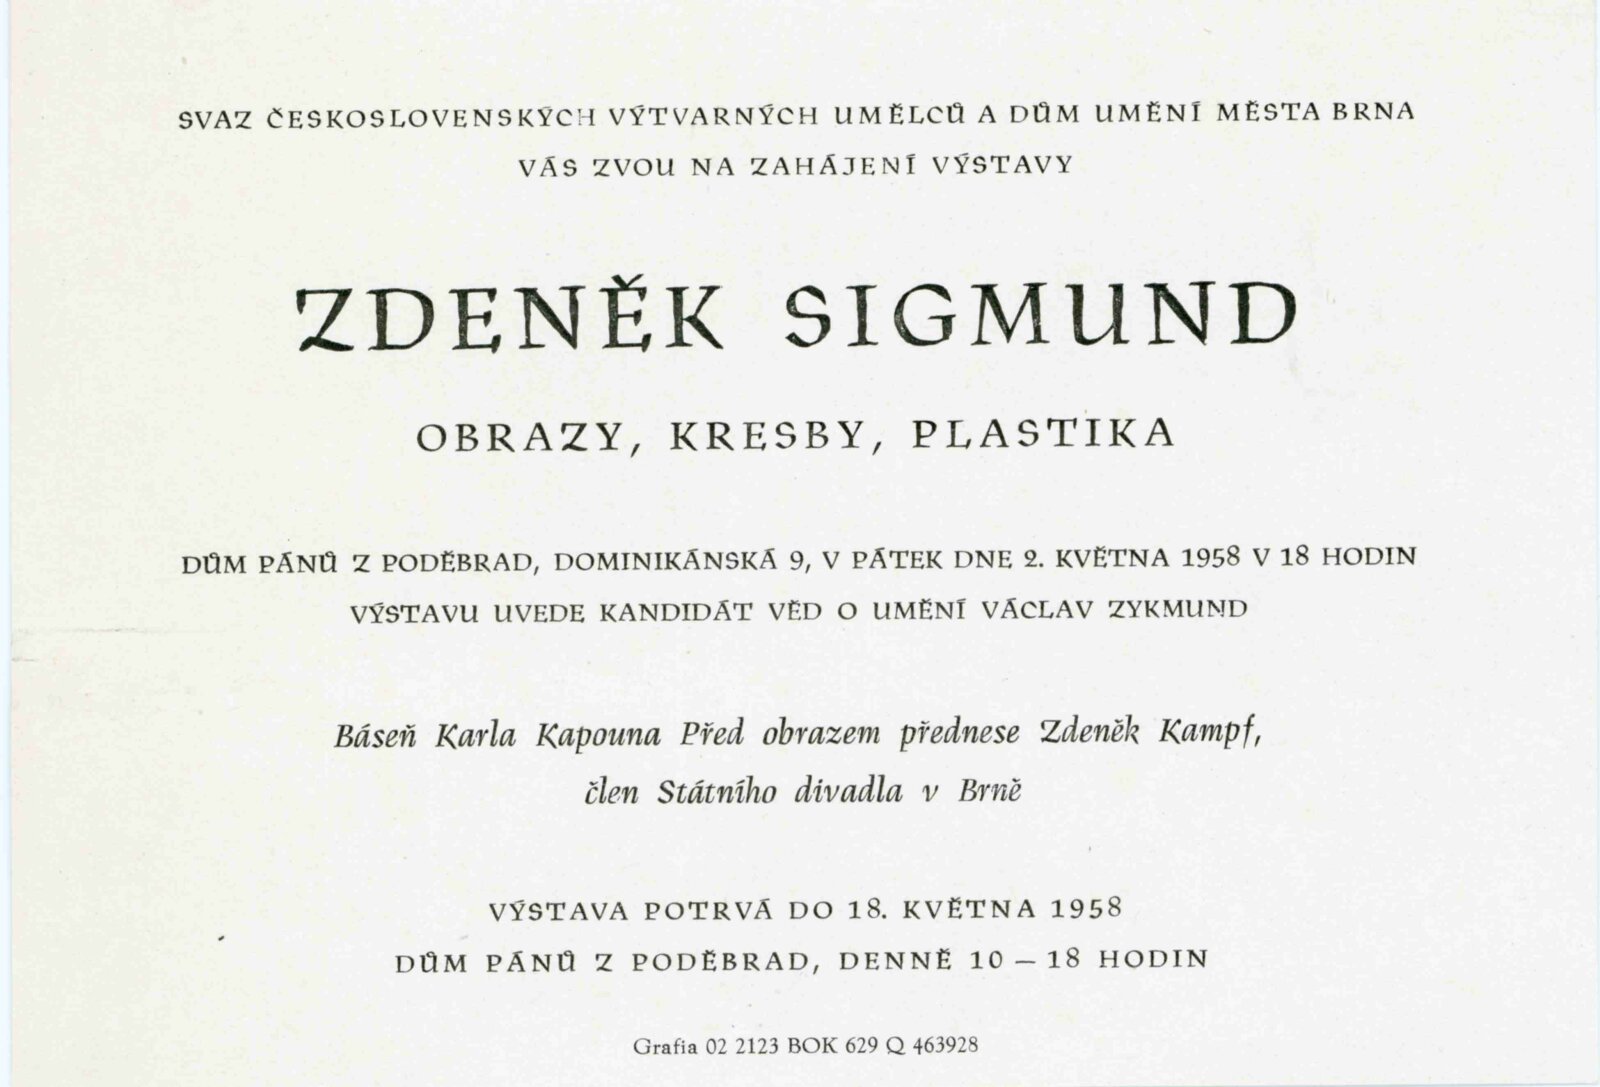 SVAZ ČESKOSLOVENSKÝCH VÝTVARNÝCH UMĚLCŮ A DŮM UMĚNÍ MĚSTA BRNA
VÁS ZVOU NA ZAHÁJENÍ VÝSTAVY
ZDENĚK SIGMUND
OBRAZY, KRESBY, PLASTIKA
DŮM PÁNŮ Z PODĚBRAD, DOMINIKÁNSKÁ 9, V PÁTEK DNE 2. KVĚTNA 1958 V 18 HODIN
VÝSTAVU UVEDE KANDIDÁT VĚD O UMĚNÍ VÁCLAV ZYKMUND
Báseň Karla Kapouna Před obrazem přednese Zdeněk Kampf,
člen Státního divadla v Brně
VÝSTAVA POTRVÁ DO 18. KVĚTNA 1958
DŮM PÁNŮ Z PODĚBRAD, DENNĚ 10 – 18 HODIN
Grafia 02 2123 BOK 629 Q 463928